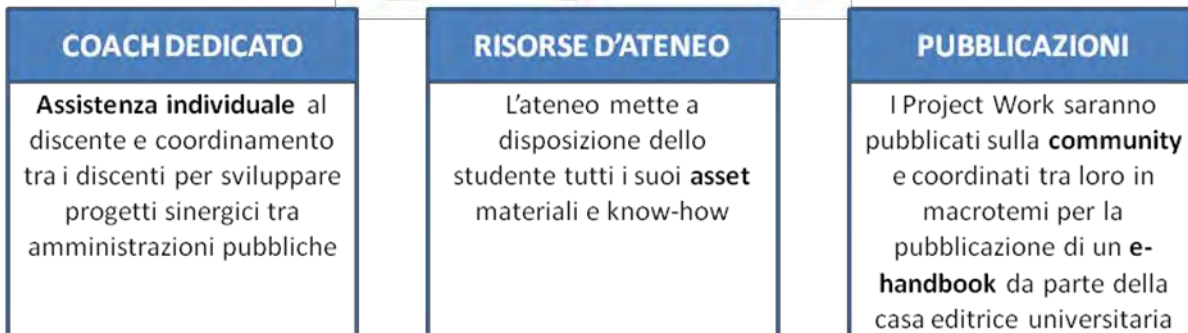 COACH DEDICATO
Assistenza individuale al
discente e coordinamento
tra i discenti per sviluppare
progetti sinergici tra
amministrazioni pubbliche
RISORSE D’ATENEO
L’ateneo mette a
disposizione dello
studente tutti i suoi asset
materiali e know-how
PUBBLICAZIONI
I Project Work saranno
pubblicati sulla community
e coordinati tra loro in
macrotemi per la
pubblicazione di un e-
handbook da parte della
casa editrice universitaria